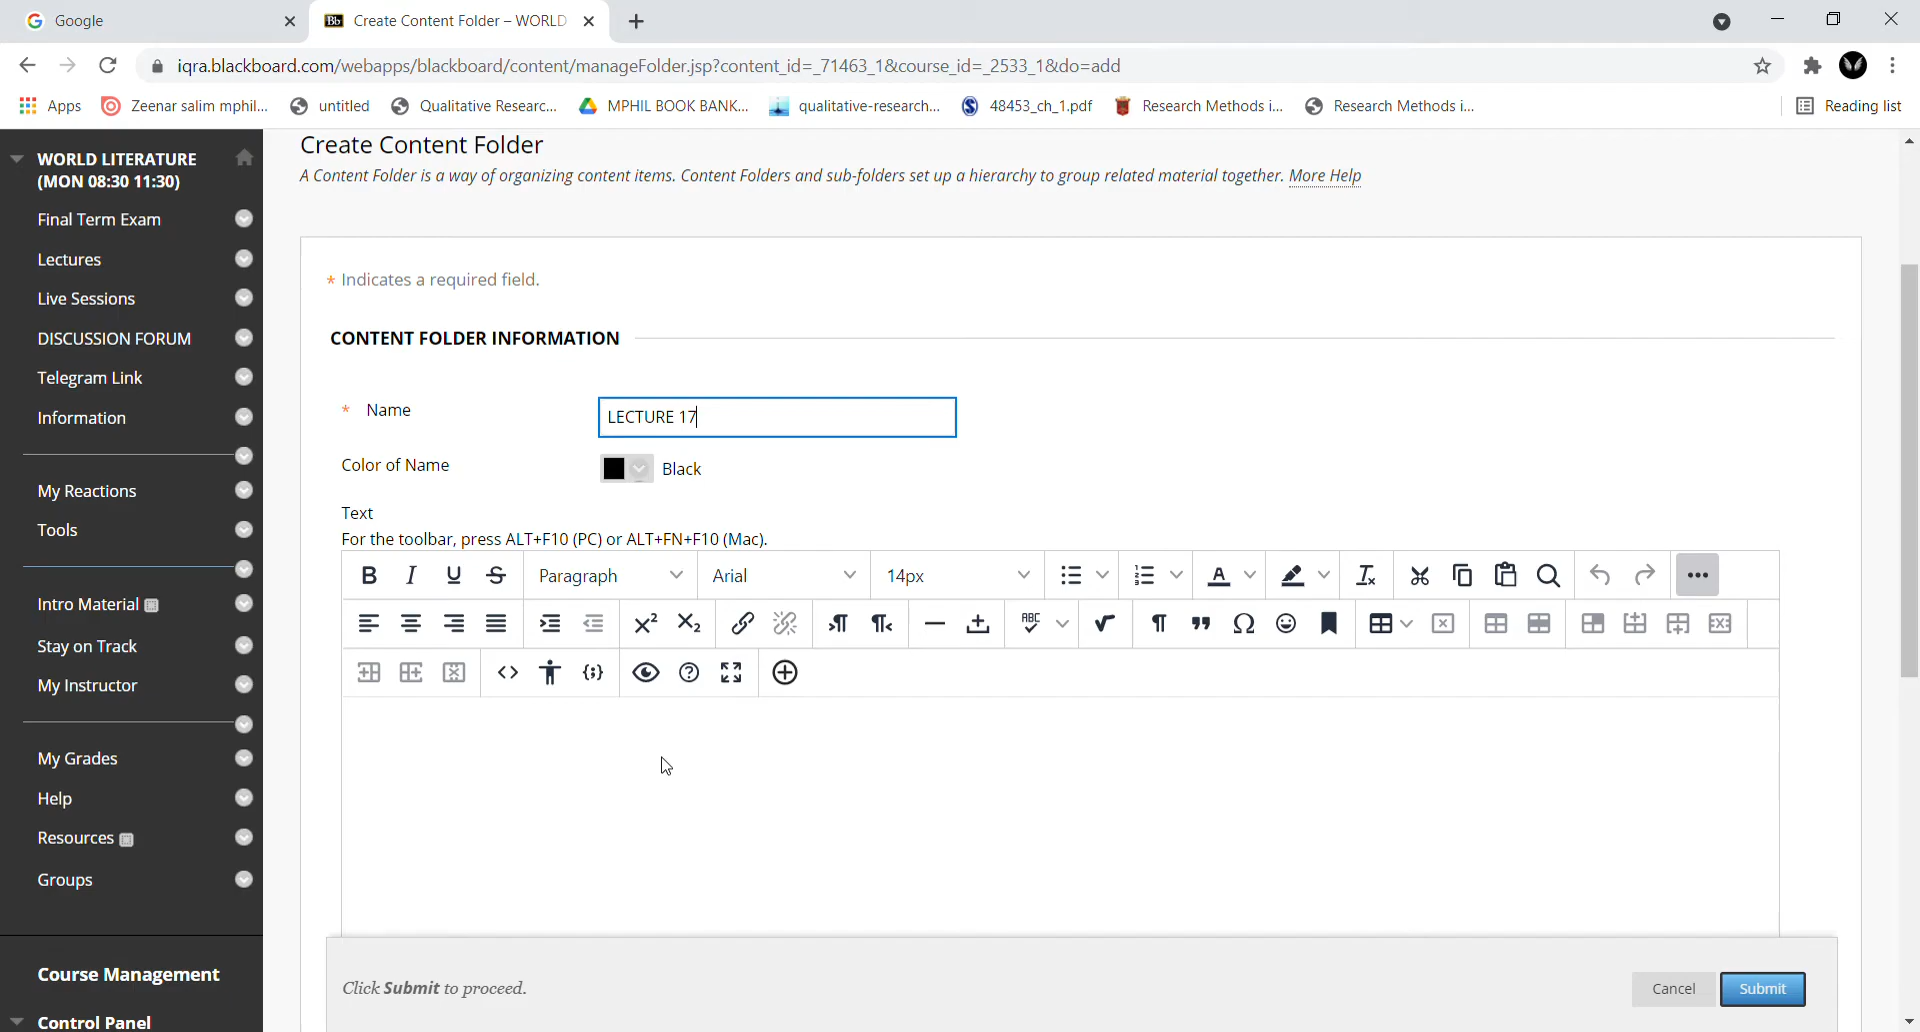 Google
Bb Create Content Folder – WORLD
iqra.blackboard.com/webapps/blackboard/content/manageFolder.jsp?content_id=_71463_1&course_id=_2533_1&do=add
Apps Zeenar salim mphil... untitled Qualitative Researc... MPHIL BOOK BANK... qualitative-research... 48453_ch_1.pdf Research Methods i... Research Methods i... Reading list
WORLD LITERATURE
(MON 08:30 11:30)
Final Term Exam
Lectures
Live Sessions
DISCUSSION FORUM
Telegram Link
Information
My Reactions
Tools
Intro Material
Stay on Track
My Instructor
My Grades
Help
Resources
Groups
Course Management
Control Panel
Create Content Folder
A Content Folder is a way of organizing content items. Content Folders and sub-folders set up a hierarchy to group related material together. More Help
* Indicates a required field.
CONTENT FOLDER INFORMATION
* Name LECTURE 17
Color of Name Black
Text
For the toolbar, press ALT+F10 (PC) or ALT+FN+F10 (Mac).
B I U S Paragraph Arial 14px
Click Submit to proceed.
Cancel Submit